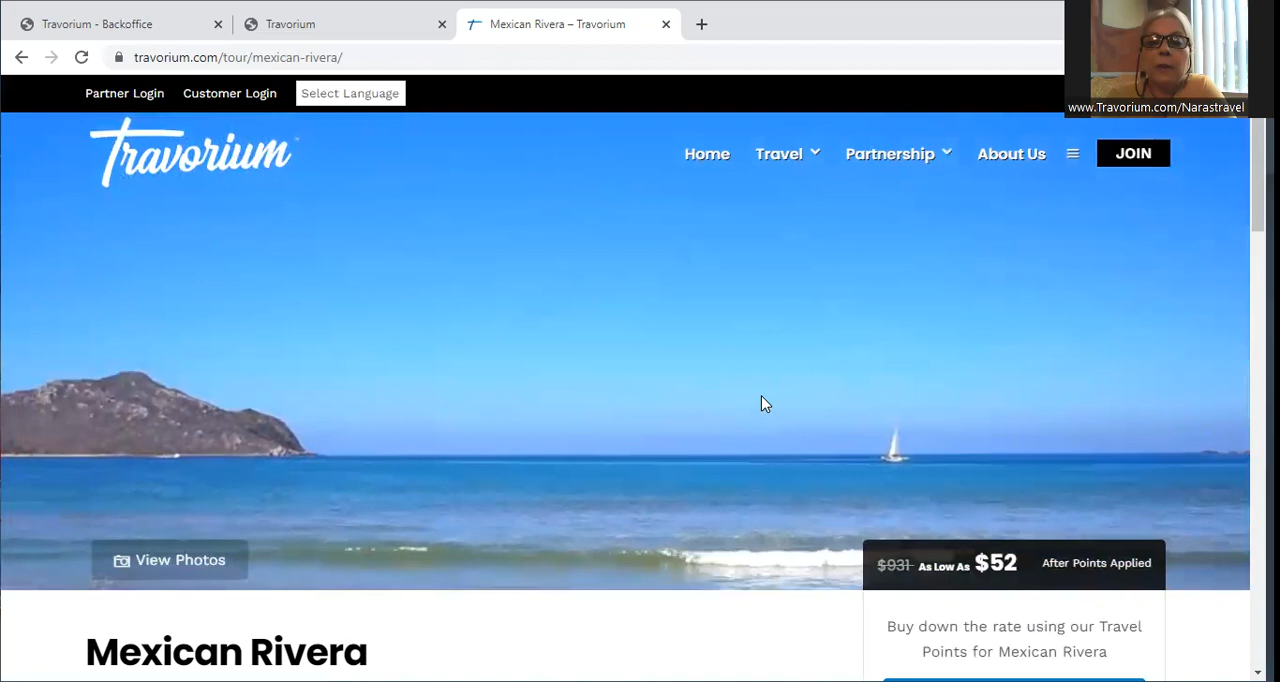 Travorium - Backoffice
Travorium
Mexican Rivera – Travorium
travorium.com/tour/mexican-rivera/
www.Travorium.com/Narastravel
Partner Login
Customer Login
Select Language
Travorium™
Home
Travel
Partnership
About Us
JOIN
View Photos
$931 As Low As $52 After Points Applied
Buy down the rate using our Travel
Points for Mexican Rivera
Mexican Rivera